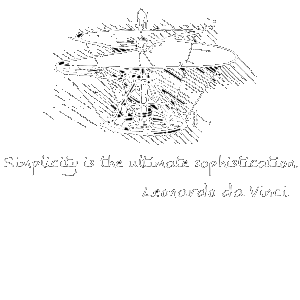 Simplicity is the ultimate sophistication
Leonardo da Vinci